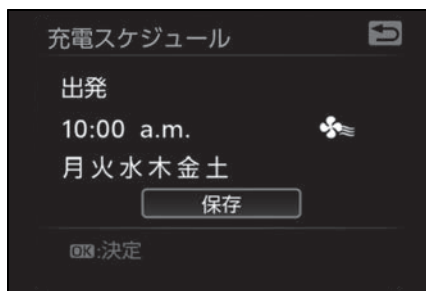 充電スケジュール
出発
10:00 a.m.
月火水木金土
保存
OK:決定